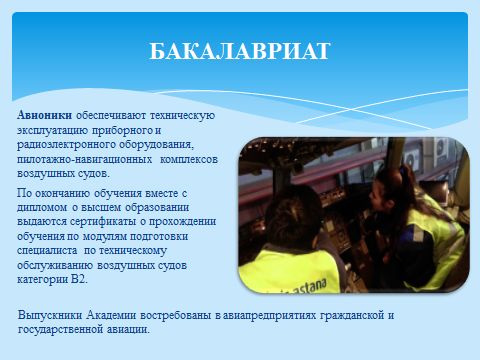 БАКАЛАВРИАТ
Авионики обеспечивают техническую
эксплуатацию приборного и
радиоэлектронного оборудования,
пилотажно-навигационных комплексов
воздушных судов.
По окончанию обучения вместе с
дипломом о высшем образовании
выдаются сертификаты о прохождении
обучения по модулям подготовки
специалиста по техническому
обслуживанию воздушных судов
категории B2.
astana
Выпускники Академии востребованы в авиапредприятиях гражданской и
государственной авиации.